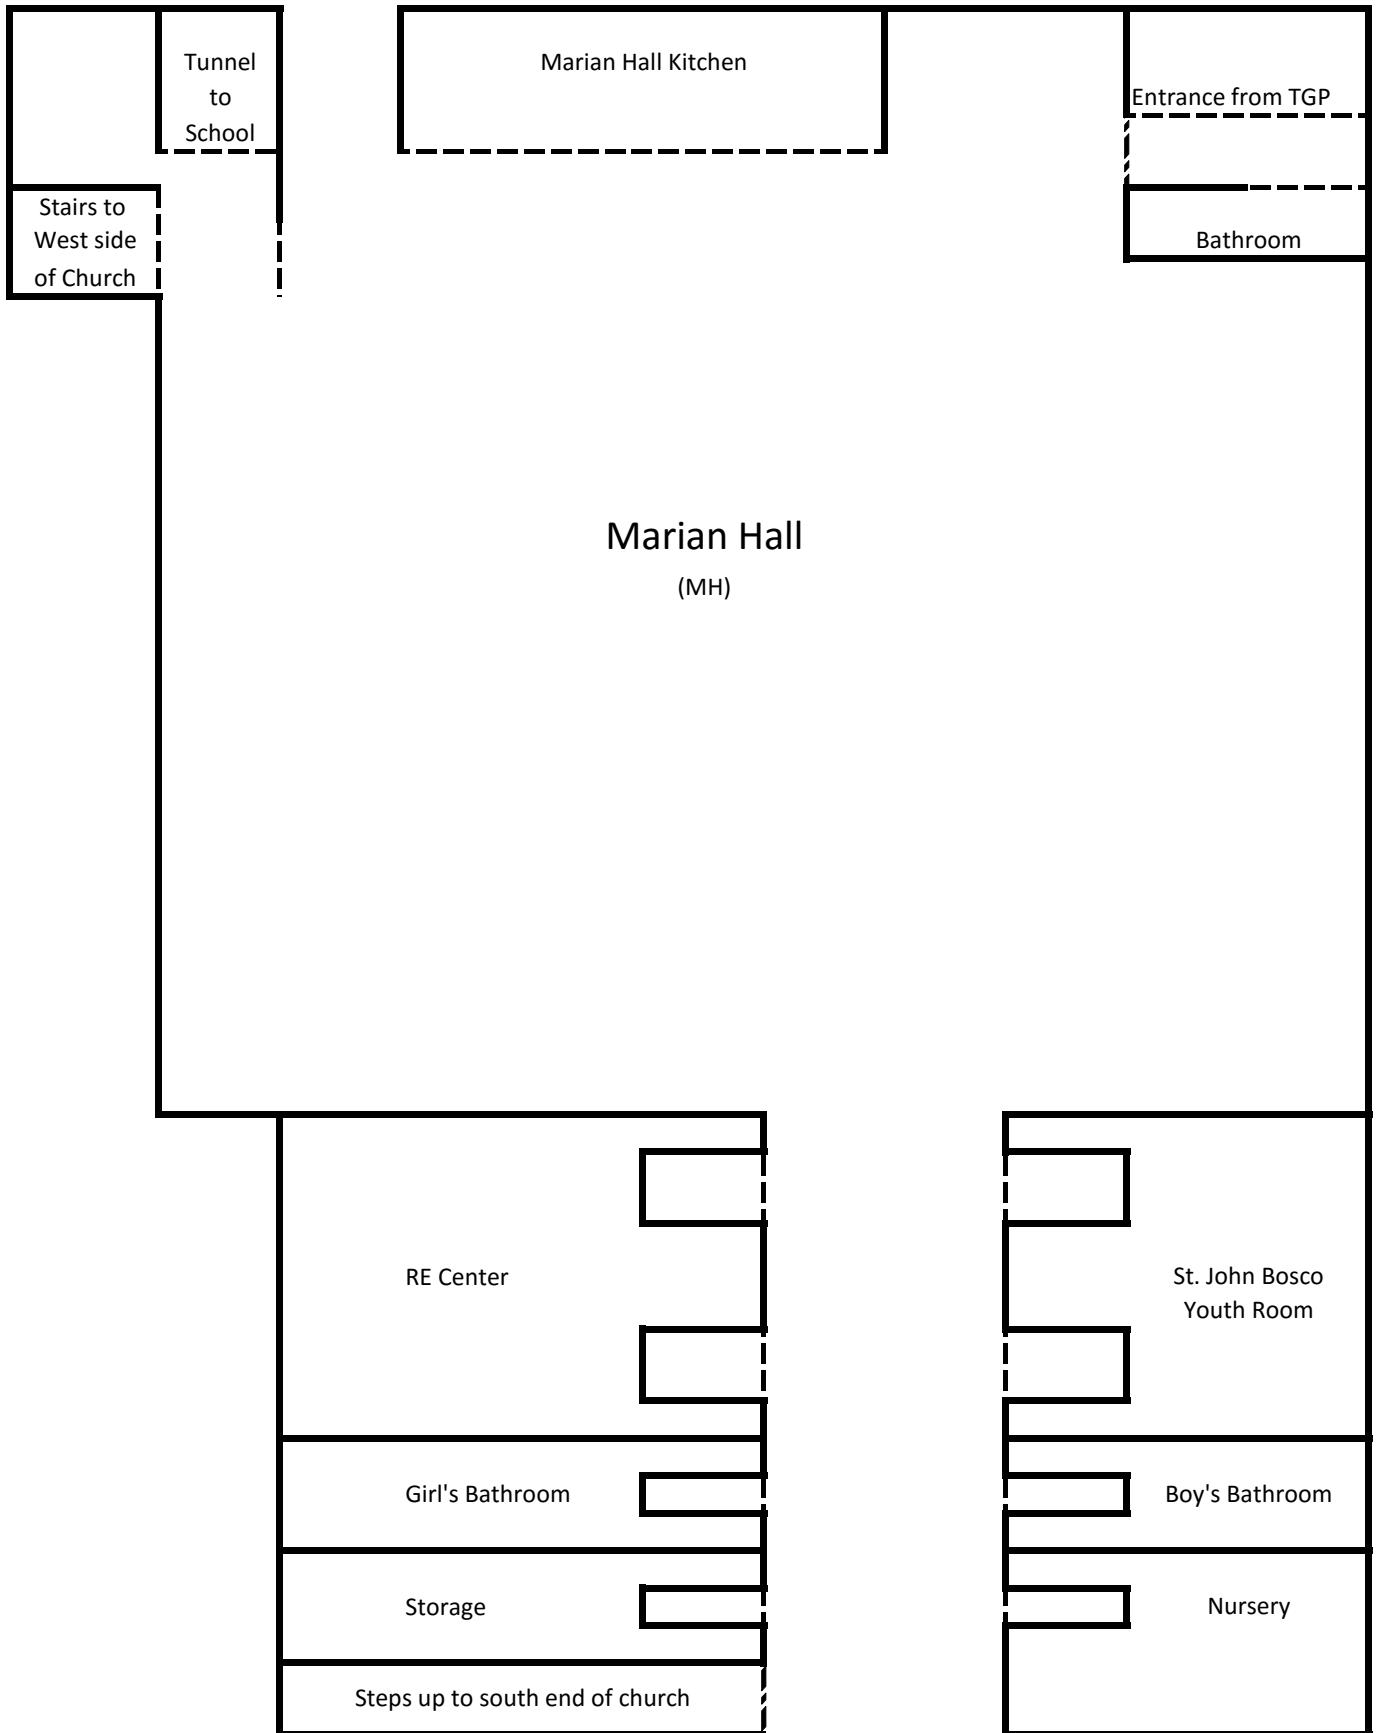 Tunnel
to
School
Marian Hall Kitchen
Entrance from TGP
Stairs to
West side
of Church
Bathroom
Marian Hall
(MH)
RE Center
St. John Bosco
Youth Room
Girl's Bathroom
Boy's Bathroom
Storage
Nursery
Steps up to south end of church